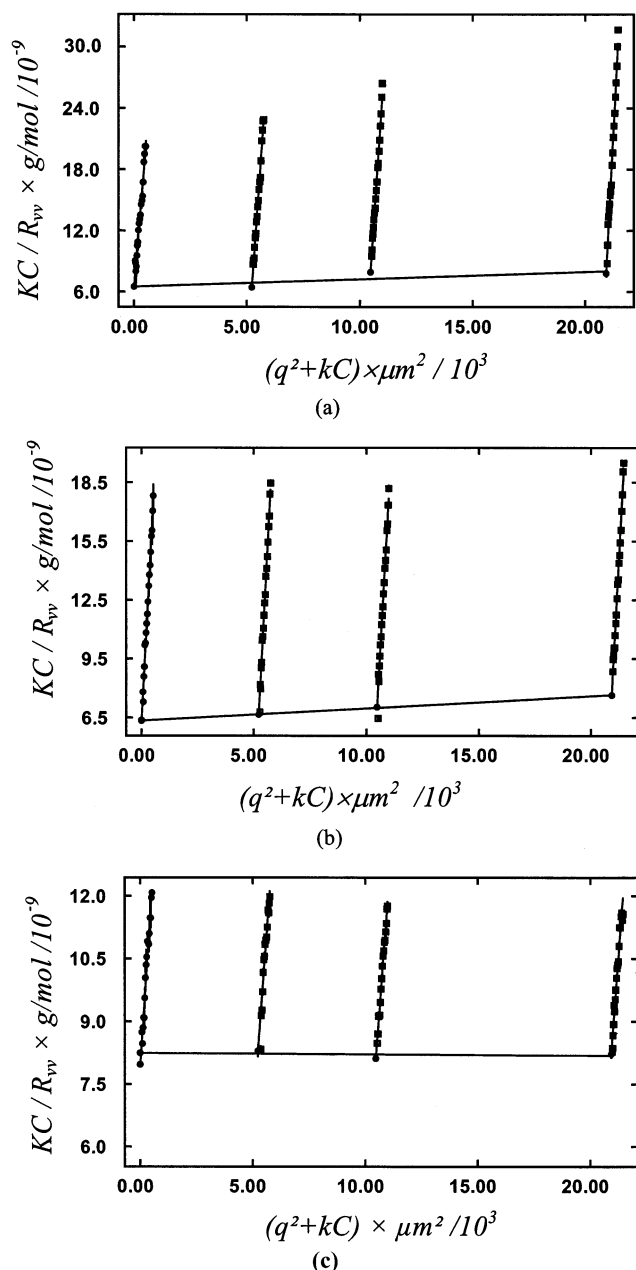 30.0
24.0
18.0
12.0
6.0
KC / R_vv × g/mol /10⁻⁹
0.00 5.00 10.00 15.00 20.00
(q²+kC) ×μm² / 10³
(a)
18.5
15.5
12.5
9.5
6.5
KC / R_vv × g/mol /10⁻⁹
0.00 5.00 10.00 15.00 20.00
(q²+kC)×μm² /10³
(b)
12.0
10.5
9.0
7.5
6.0
KC / R_vv × g/mol /10⁻⁹
0.00 5.00 10.00 15.00 20.00
(q²+kC) × μm² /10³
(c)